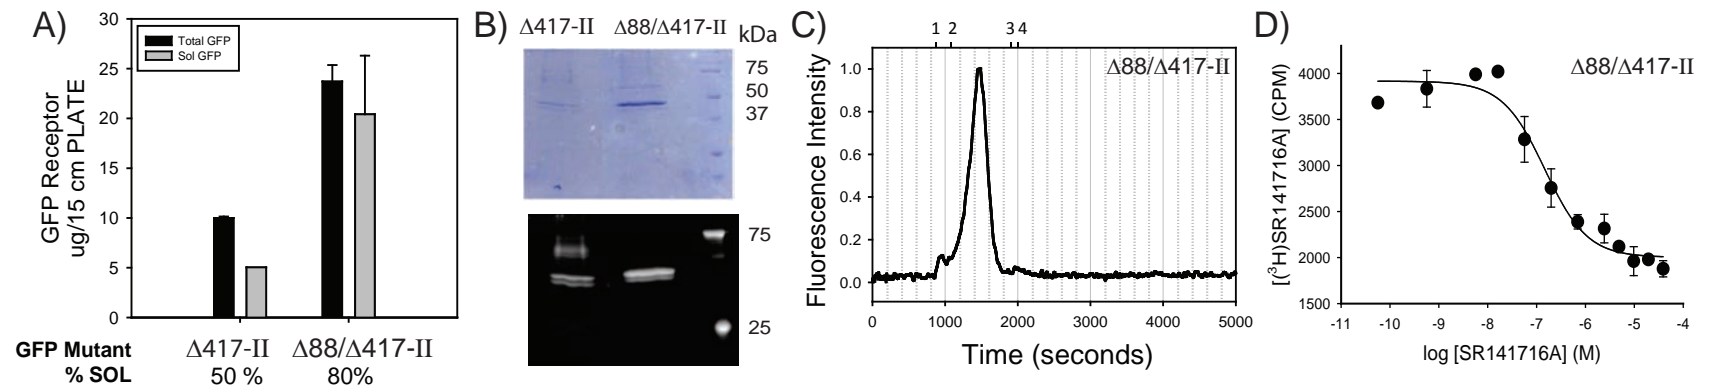 A)
30
25
20
15
10
5
0
GFP Receptor
ug/15 cm PLATE
Total GFP
Sol GFP
GFP Mutant Δ417-II Δ88/Δ417-II
% SOL 50 % 80%
B)
Δ417-II Δ88/Δ417-II kDa
75
50
37
75
25
C)
1 2 3 4
Δ88/Δ417-II
Fluorescence Intensity
1.0
0.8
0.6
0.4
0.2
0.0
0 1000 2000 3000 4000 5000
Time (seconds)
D)
Δ88/Δ417-II
[(³H)SR141716A] (CPM)
4000
3500
3000
2500
2000
1500
-11 -10 -9 -8 -7 -6 -5 -4
log [SR141716A] (M)